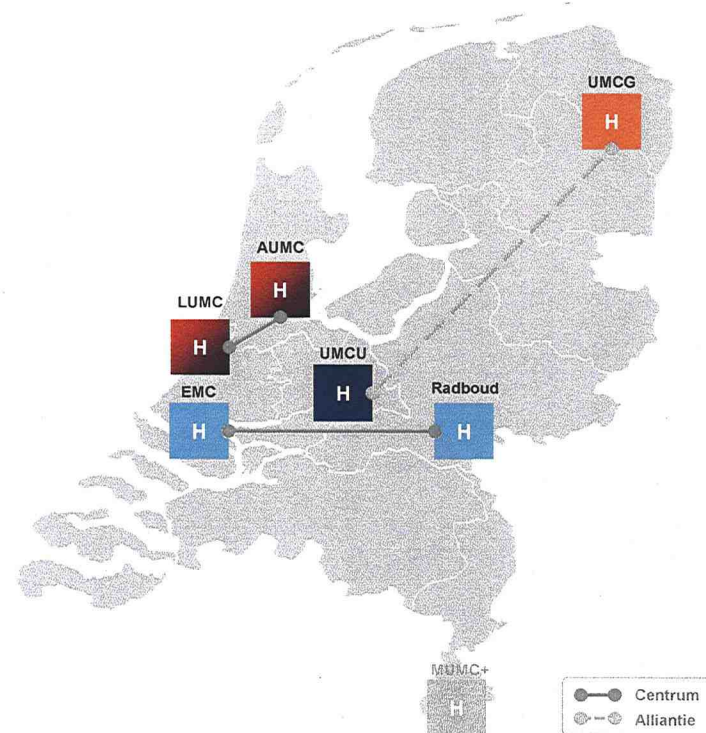 UMCG
H
AUMC
H
LUMC
H
UMCU
H
EMC
H
Radboud
H
MUMC+
H
Centrum
Alliantie